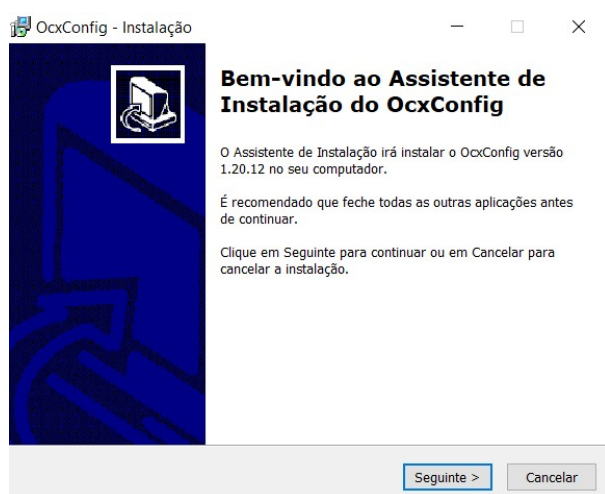 OcxConfig - Instalação
Bem-vindo ao Assistente de
Instalação do OcxConfig
O Assistente de Instalação irá instalar o OcxConfig versão
1.20.12 no seu computador.
É recomendado que feche todas as outras aplicações antes
de continuar.
Clique em Seguinte para continuar ou em Cancelar para
cancelar a instalação.
Seguinte >
Cancelar